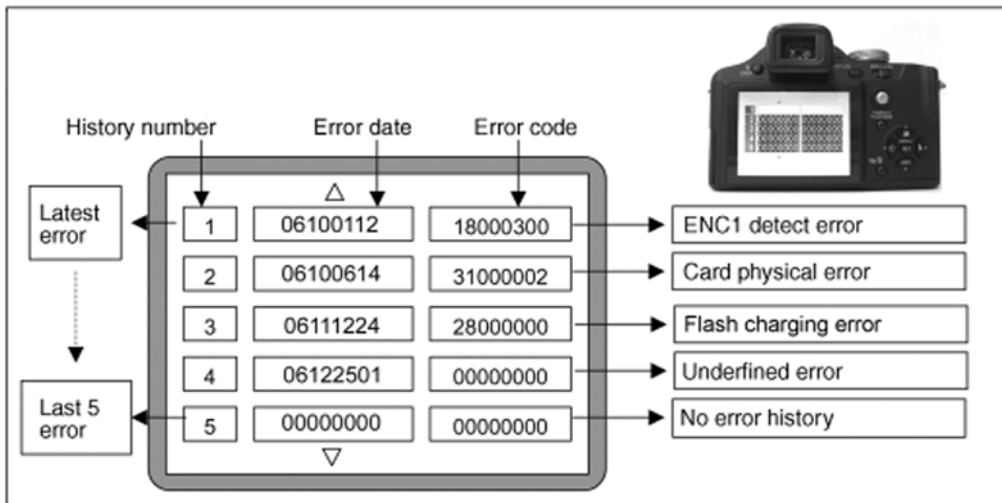 History number Error date Error code
Latest error
1 06100112 18000300 ENC1 detect error
2 06100614 31000002 Card physical error
3 06111224 28000000 Flash charging error
4 06122501 00000000 Underfined error
Last 5 error
5 00000000 00000000 No error history